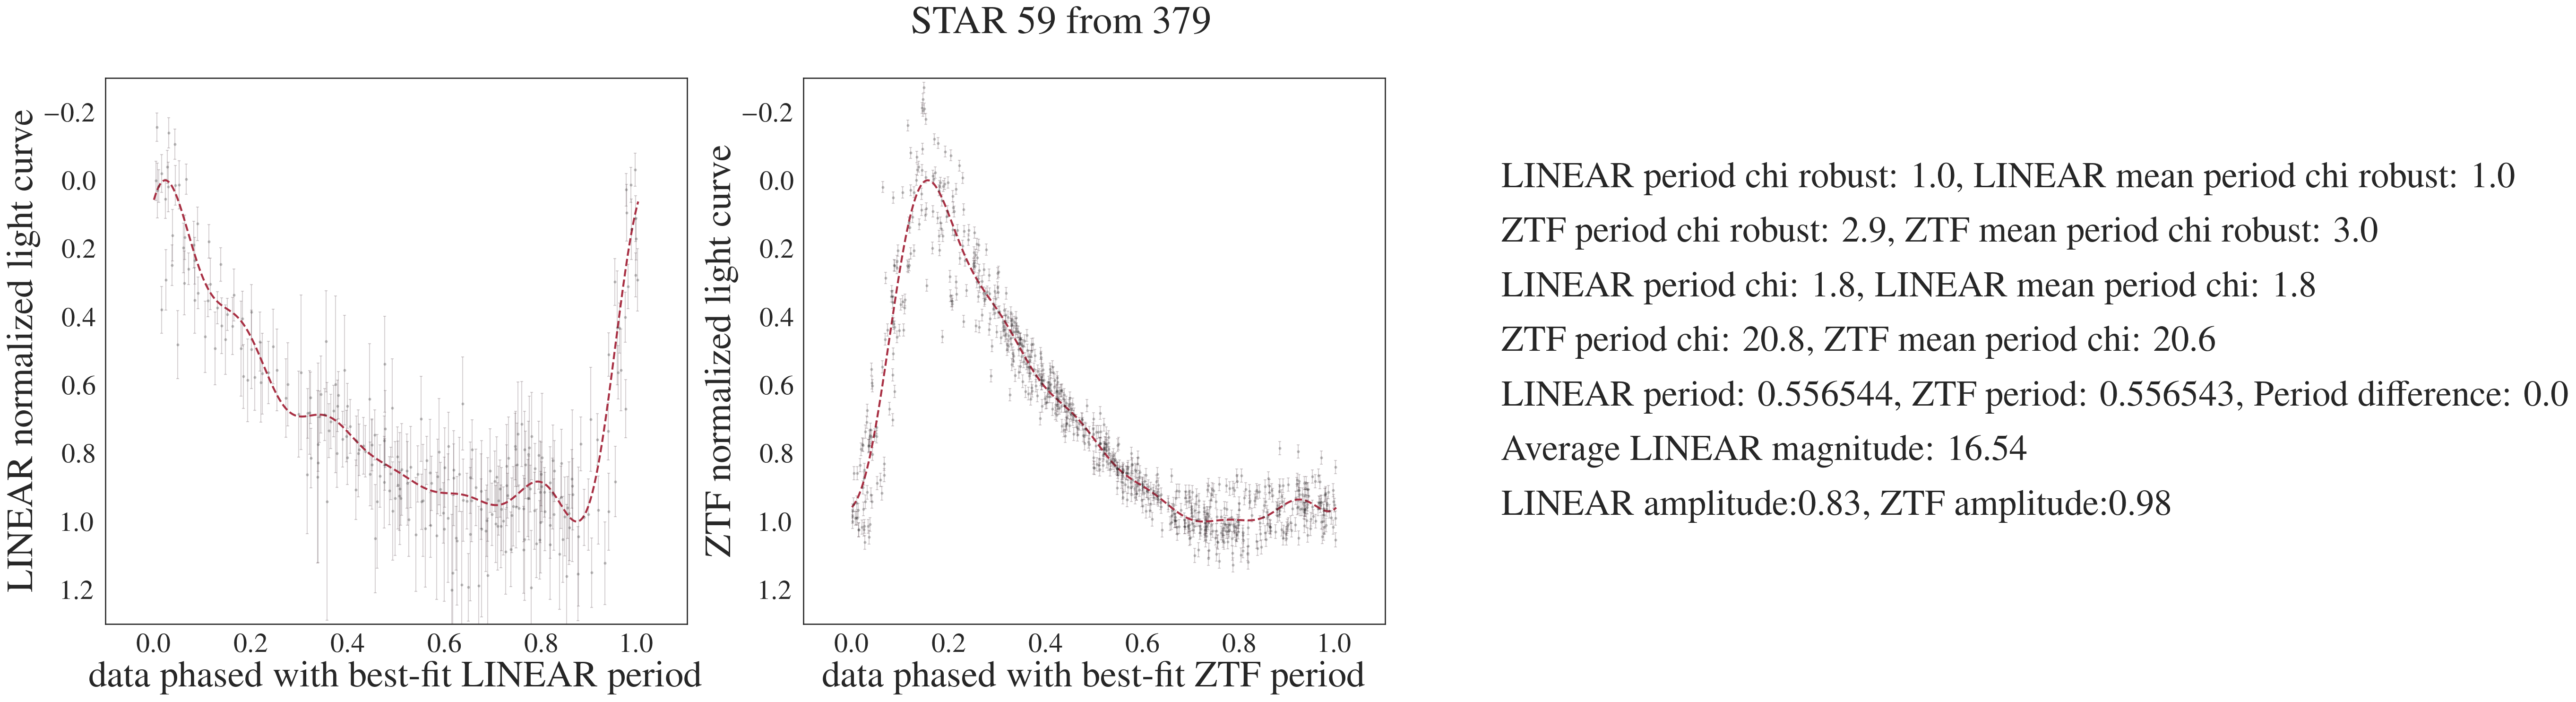 STAR 59 from 379
LINEAR normalized light curve
−0.2
0.0
0.2
0.4
0.6
0.8
1.0
1.2
0.0 0.2 0.4 0.6 0.8 1.0
data phased with best-fit LINEAR period
ZTF normalized light curve
−0.2
0.0
0.2
0.4
0.6
0.8
1.0
1.2
0.0 0.2 0.4 0.6 0.8 1.0
data phased with best-fit ZTF period
LINEAR period chi robust: 1.0, LINEAR mean period chi robust: 1.0
ZTF period chi robust: 2.9, ZTF mean period chi robust: 3.0
LINEAR period chi: 1.8, LINEAR mean period chi: 1.8
ZTF period chi: 20.8, ZTF mean period chi: 20.6
LINEAR period: 0.556544, ZTF period: 0.556543, Period difference: 0.0
Average LINEAR magnitude: 16.54
LINEAR amplitude:0.83, ZTF amplitude:0.98